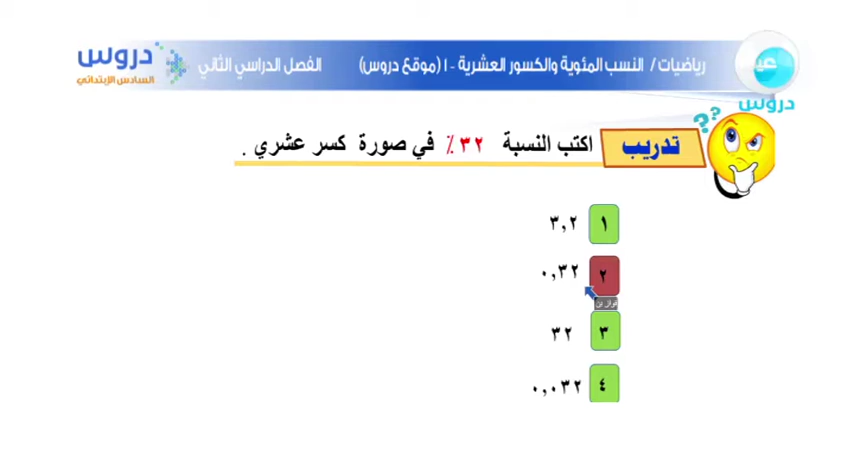 رياضيات / النسب المئوية والكسور العشرية - ١ (موقع دروس) الفصل الدراسي الثاني
دروس
السادس الابتدائي
عين
دروس
تدريب اكتب النسبة ٣٢ ٪ في صورة كسر عشري .
١ ٣,٢
٢ ٠,٣٢
٣ ٣٢
٤ ٠,٠٣٢